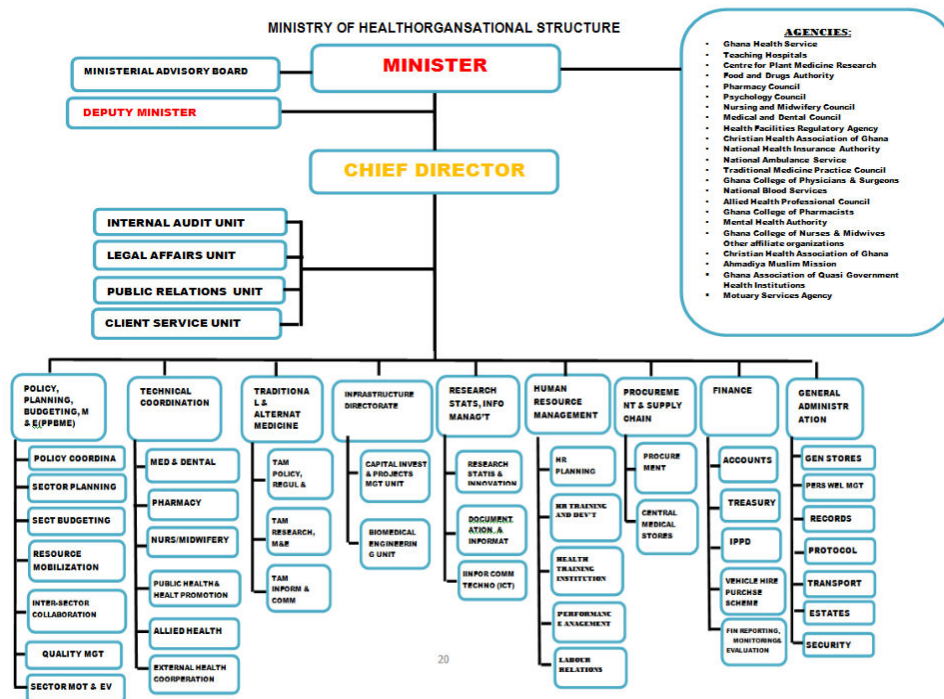 MINISTRY OF HEALTHORGANSATIONAL STRUCTURE
MINISTERIAL ADVISORY BOARD
MINISTER
DEPUTY MINISTER
CHIEF DIRECTOR
AGENCIES:
Ghana Health Service
Teaching Hospitals
Centre for Plant Medicine Research
Food and Drugs Authority
Pharmacy Council
Psychology Council
Nursing and Midwifery Council
Medical and Dental Council
Health Facilities Regulatory Agency
Christian Health Association of Ghana
National Health Insurance Authority
National Ambulance Service
Traditional Medicine Practice Council
Ghana College of Physicians & Surgeons
National Blood Services
Allied Health Professional Council
Ghana College of Pharmacists
Mental Health Authority
Ghana College of Nurses & Midwives
Other affiliate organizations
Christian Health Association of Ghana
Ahmadiya Muslim Mission
Ghana Association of Quasi Government
Health Institutions
Motuary Services Agency
INTERNAL AUDIT UNIT
LEGAL AFFAIRS UNIT
PUBLIC RELATIONS UNIT
CLIENT SERVICE UNIT
POLICY,
PLANNING,
BUDGETING, M
& E(PPBME)
POLICY COORDINA
SECTOR PLANNING
SECT BUDGETING
RESOURCE
MOBILIZATION
INTER-SECTOR
COLLABORATION
QUALITY MGT
SECTOR MOT & EV
TECHNICAL
COORDINATION
MED & DENTAL
PHARMACY
NURS/MIDWIFERY
PUBLIC HEALTH &
HEALT PROMOTION
ALLIED HEALTH
EXTERNAL HEALTH
COORPERATION
TRADITIONA
L &
ALTERNAT
MEDICINE
TAM
POLICY,
REGUL &
TAM
RESEARCH,
M&E
TAM
INFORM &
COMM
INFRASTRUCTURE
DIRECTORATE
CAPITAL INVEST
& PROJECTS
MGT UNIT
BIOMEDICAL
ENGINEERIN
G UNIT
RESEARCH
STATS, INFO
MANAG'T
RESEARCH
STATIS &
INNOVATION
DOCUMENT
ATION &
INFORMAT
IINFOR COMM
TECHNO (ICT)
HUMAN
RESOURCE
MANAGEMENT
HR
PLANNING
HR TRAINING
AND DEV'T
HEALTH
TRAINING
INSTITUTION
PERFORMANC
E ANAGEMENT
LABOUR
RELATIONS
PROCUREME
NT & SUPPLY
CHAIN
PROCURE
MENT
CENTRAL
MEDICAL
STORES
FINANCE
ACCOUNTS
TREASURY
IPPD
VEHICLE HIRE
PURCHSE
SCHEME
FIN REPORTING,
MONITORING&
EVALUATION
GENERAL
ADMINISTR
ATION
GEN STORES
PERS WEL MGT
RECORDS
PROTOCOL
TRANSPORT
ESTATES
SECURITY
20